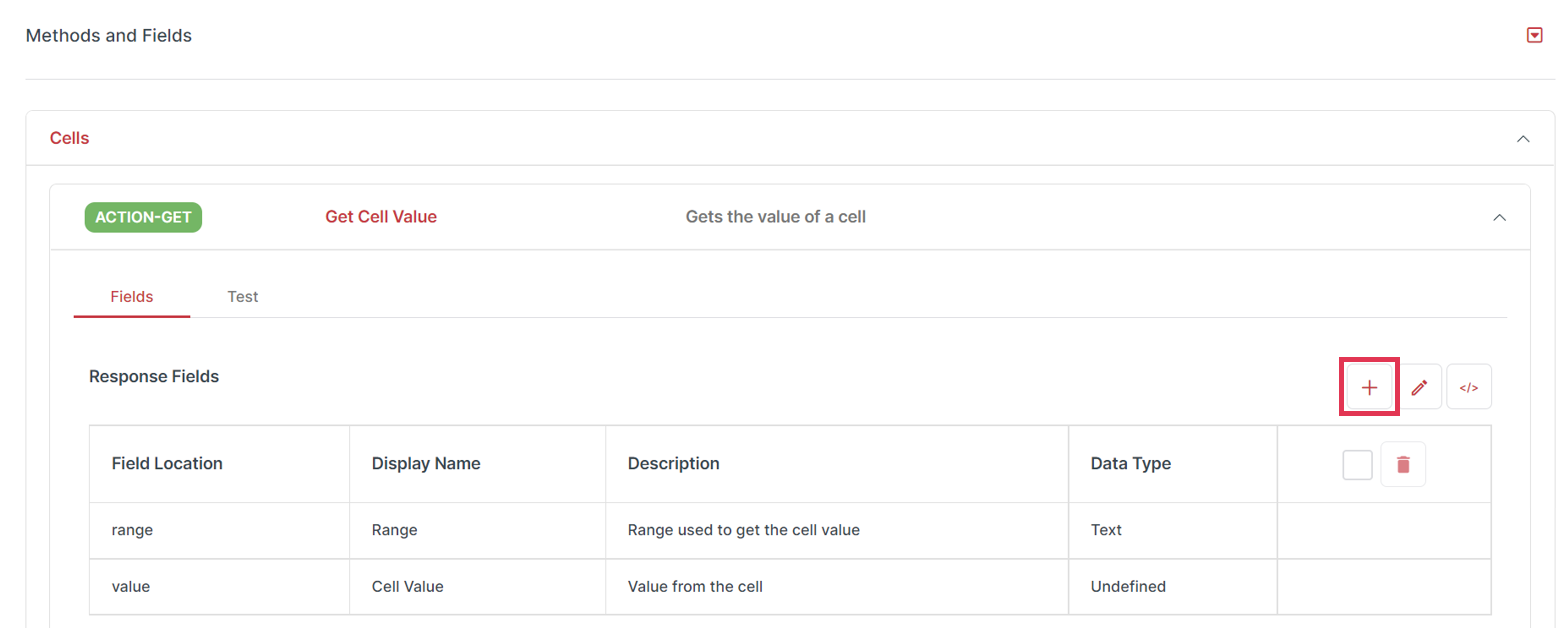 Methods and Fields
Cells
ACTION-GET Get Cell Value Gets the value of a cell
Fields Test
Response Fields
</>
Field Location Display Name Description Data Type
range Range Range used to get the cell value Text
value Cell Value Value from the cell Undefined